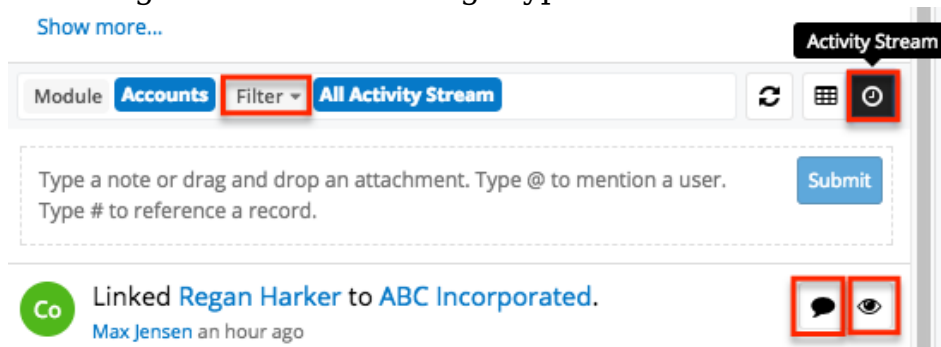 Show more...
Activity Stream
Module Accounts Filter All Activity Stream
Type a note or drag and drop an attachment. Type @ to mention a user.
Type # to reference a record.
Submit
Co
Linked Regan Harker to ABC Incorporated.
Max Jensen an hour ago